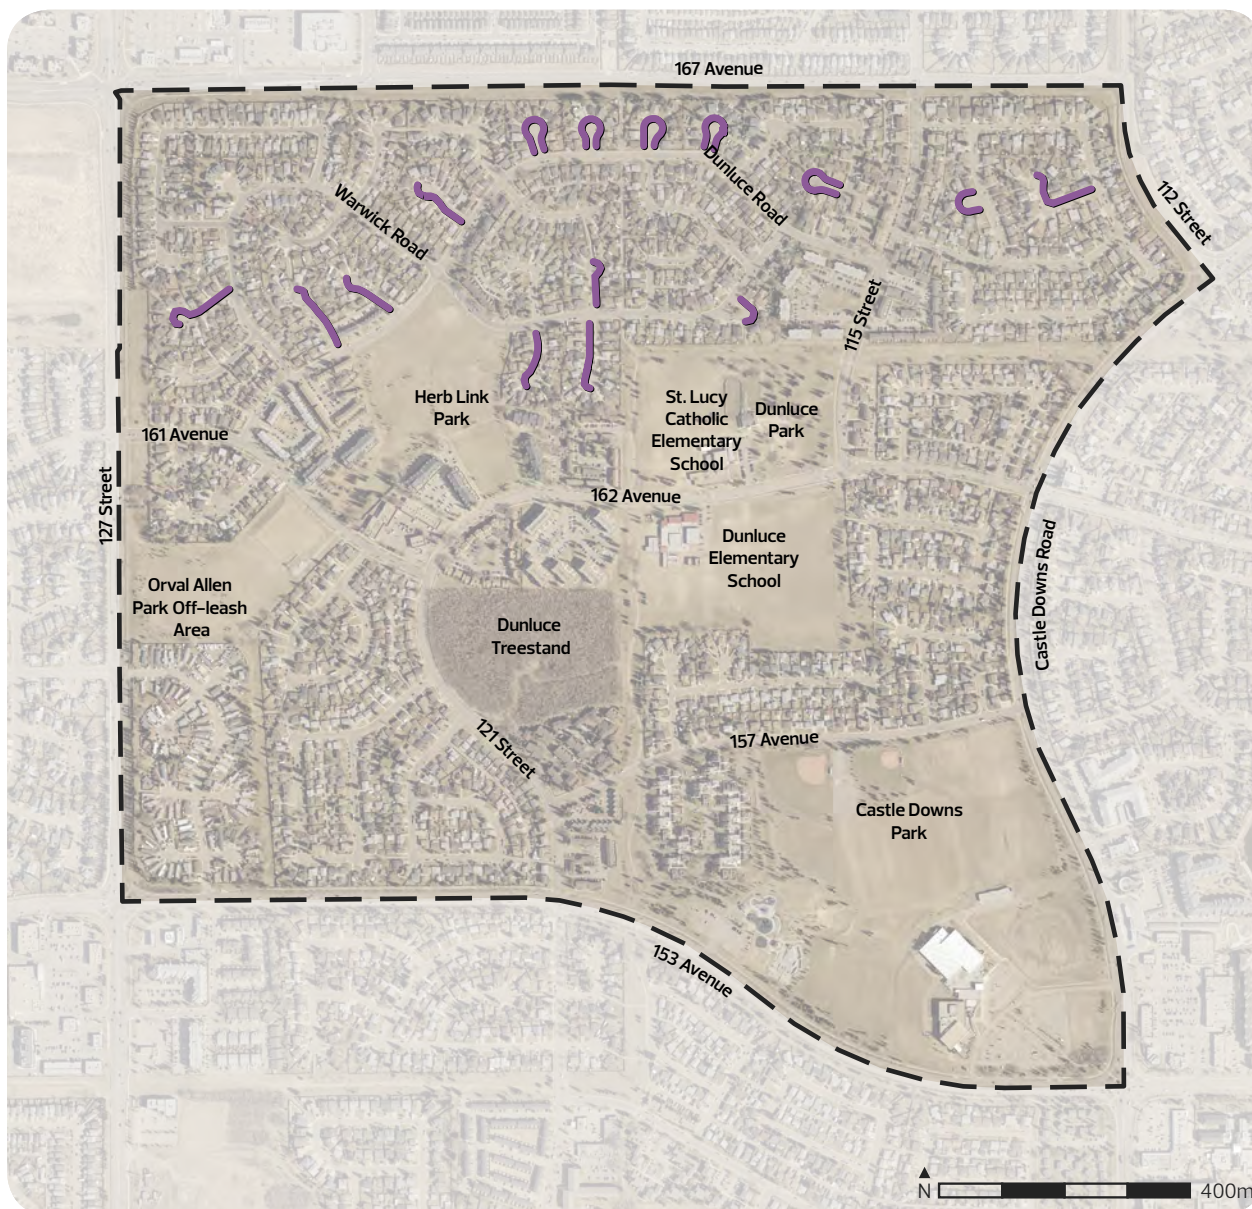 167 Avenue
112 Street
Dunluce Road
Warwick Road
115 Street
Herb Link
Park
St. Lucy
Catholic
Elementary
School
Dunluce
Park
161 Avenue
127 Street
162 Avenue
Dunluce
Elementary
School
Castle Downs Road
Orval Allen
Park Off-leash
Area
Dunluce
Treestand
121 Street
157 Avenue
Castle Downs
Park
153 Avenue
N
400m